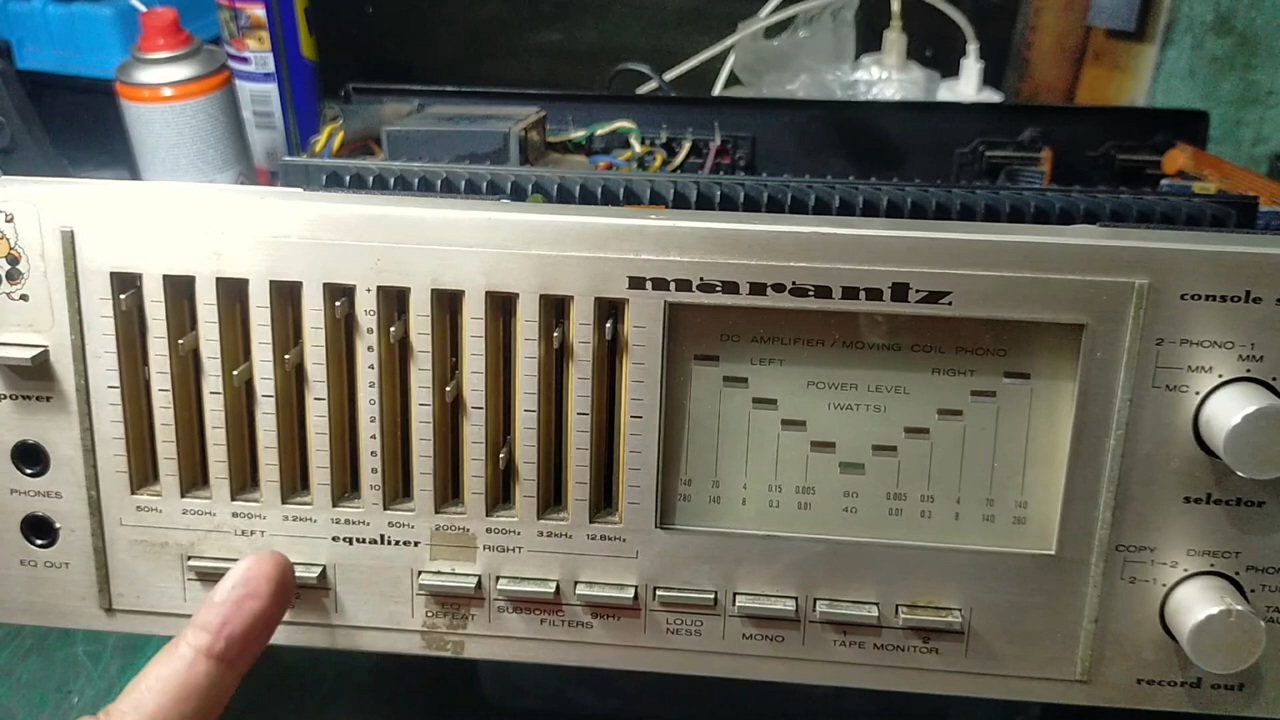 marantz
console
DC AMPLIFIER / MOVING COIL PHONO
LEFT
RIGHT
POWER LEVEL
(WATTS)
140 70 4 0.15 0.005 8Ω 0.005 0.15 4 70 140
280 140 8 0.3 0.01 4Ω 0.01 0.3 8 140 280
2-PHONO-1
MM
MM
MC
selector
+
10
8
6
4
2
0
2
4
6
8
10
power
PHONES
EQ OUT
50Hz 200Hz 800Hz 3.2kHz 12.8kHz 50Hz 200Hz 800Hz 3.2kHz 12.8kHz
LEFT equalizer RIGHT
2
EQ
DEFEAT
SUBSONIC 9kHz
FILTERS
LOUD
NESS
MONO
1 2
TAPE MONITOR
COPY DIRECT
1-2
2-1
record out